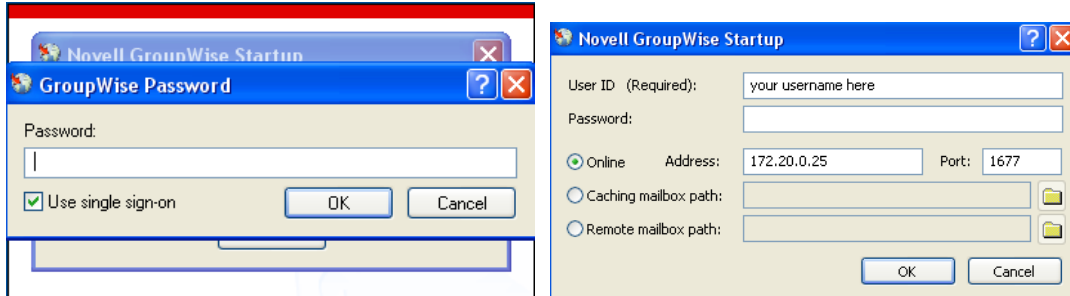 Novell GroupWise Startup
GroupWise Password
Password:
Use single sign-on
OK
Cancel
Novell GroupWise Startup
User ID (Required):
your username here
Password:
Online
Address:
172.20.0.25
Port:
1677
Caching mailbox path:
Remote mailbox path:
OK
Cancel